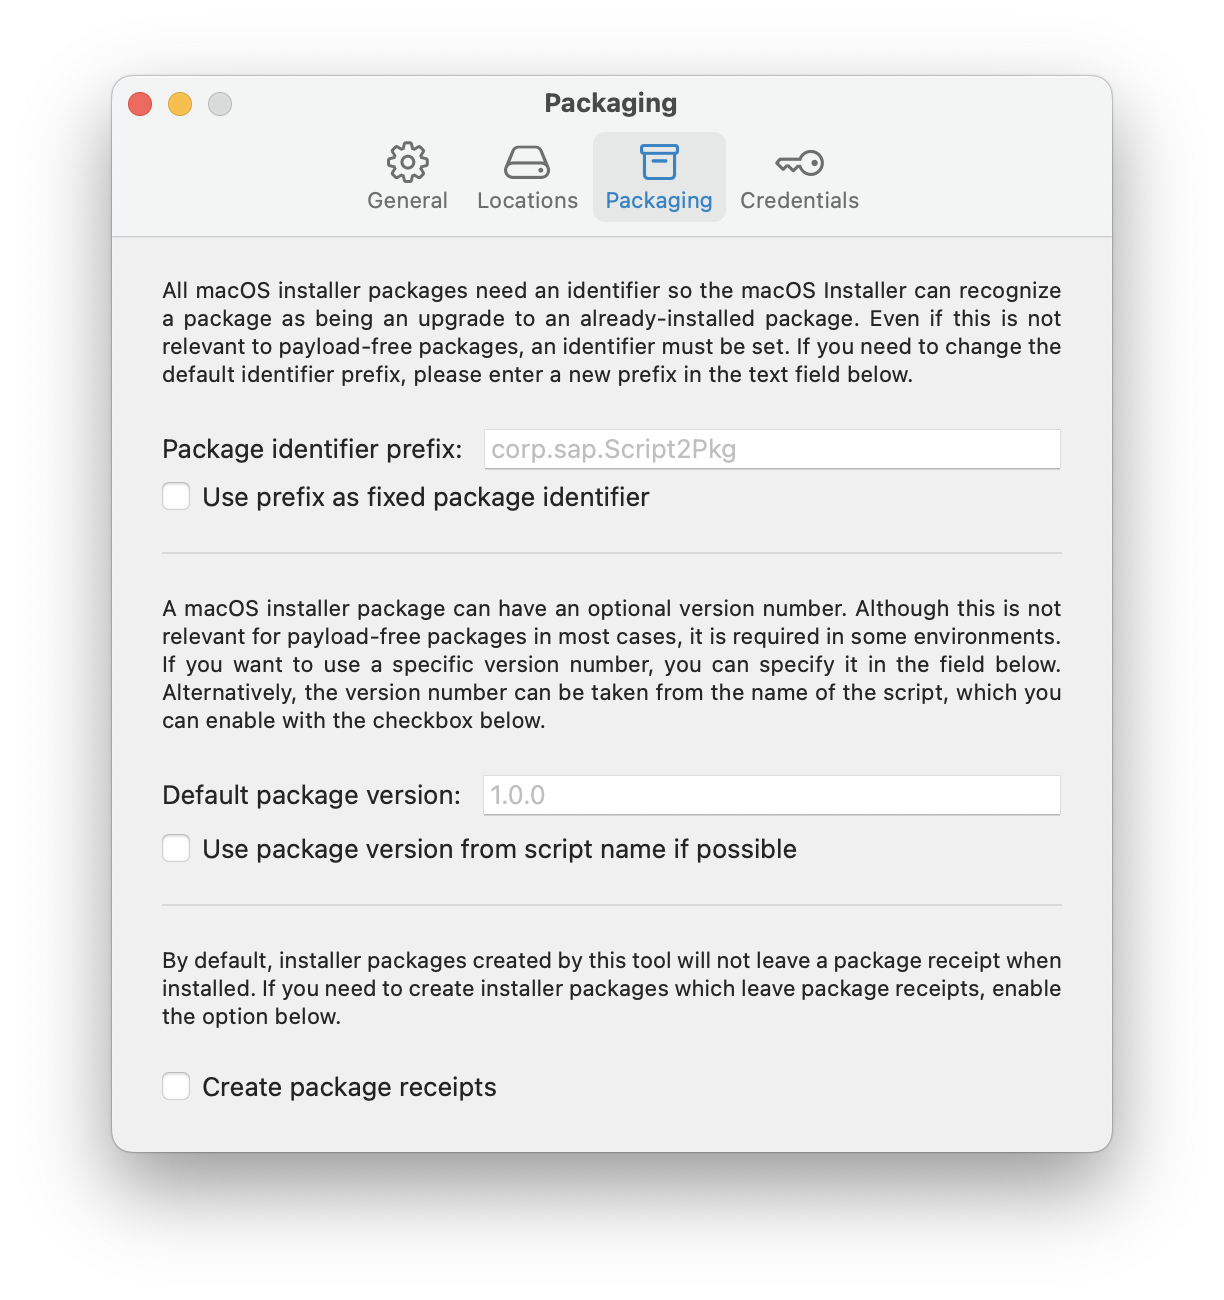 Packaging
General
Locations
Packaging
Credentials
All macOS installer packages need an identifier so the macOS Installer can recognize
a package as being an upgrade to an already-installed package. Even if this is not
relevant to payload-free packages, an identifier must be set. If you need to change the
default identifier prefix, please enter a new prefix in the text field below.
Package identifier prefix: corp.sap.Script2Pkg
Use prefix as fixed package identifier
A macOS installer package can have an optional version number. Although this is not
relevant for payload-free packages in most cases, it is required in some environments.
If you want to use a specific version number, you can specify it in the field below.
Alternatively, the version number can be taken from the name of the script, which you
can enable with the checkbox below.
Default package version: 1.0.0
Use package version from script name if possible
By default, installer packages created by this tool will not leave a package receipt when
installed. If you need to create installer packages which leave package receipts, enable
the option below.
Create package receipts